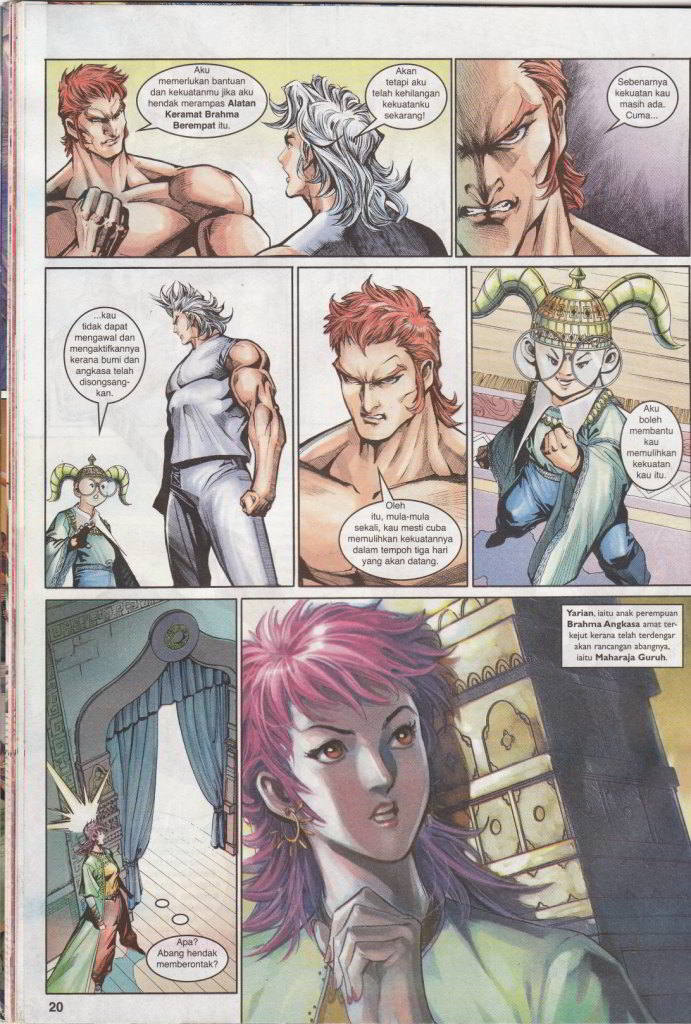 Aku
memerlukan bantuan
dan kekuatanmu jika aku
hendak merampas Alatan
Keramat Brahma
Berempat itu.
Akan
tetapi aku
telah kehilangan
kekuatanku
sekarang!
Sebenarnya
kekuatan kau
masih ada.
Cuma...
...kau
tidak dapat
mengawal dan
mengaktifkannya
kerana bumi dan
angkasa telah
disongsang-
kan.
Oleh
itu, mula-mula
sekali, kau mesti cuba
memulihkan kekuatannya
dalam tempoh tiga hari
yang akan datang.
Aku
boleh
membantu
kau
memulihkan
kekuatan
kau itu.
Yarian, iaitu anak perempuan
Brahma Angkasa amat ter-
kejut kerana telah terdengar
akan rancangan abangnya,
iaitu Maharaja Guruh.
Apa?
Abang hendak
memberontak?
20